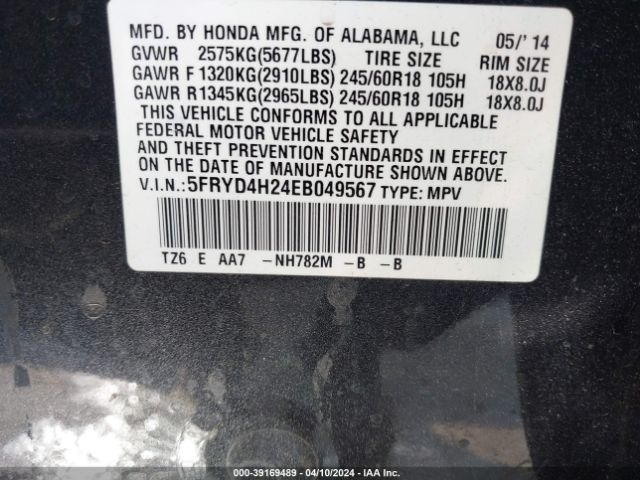 MFD. BY HONDA MFG. OF ALABAMA, LLC 05/' 14
GVWR 2575KG(5677LBS) TIRE SIZE RIM SIZE
GAWR F 1320KG(2910LBS) 245/60R18 105H 18X8.0J
GAWR R1345KG(2965LBS) 245/60R18 105H 18X8.0J
THIS VEHICLE CONFORMS TO ALL APPLICABLE
FEDERAL MOTOR VEHICLE SAFETY
AND THEFT PREVENTION STANDARDS IN EFFECT
ON THE DATE OF MANUFACTURE SHOWN ABOVE.
V.I.N.: 5FRYD4H24EB049567 TYPE: MPV
TZ6 E AA7 -NH782M -B -B
000-39169489 - 04/10/2024 - IAA Inc.